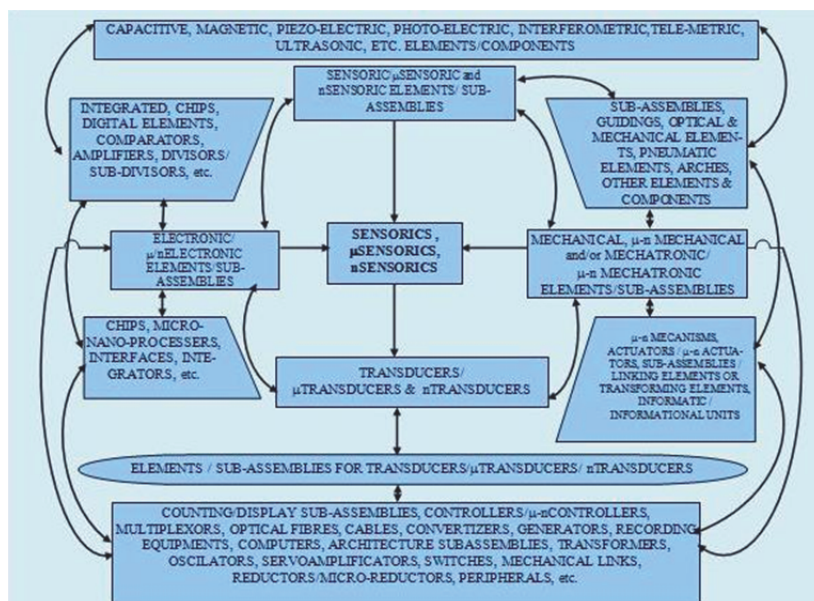 CAPACITIVE, MAGNETIC, PIEZO-ELECTRIC, PHOTO-ELECTRIC, INTERFEROMETRIC,TELE-METRIC,
ULTRASONIC, ETC. ELEMENTS/COMPONENTS
SENSORIC/μSENSORIC and
nSENSORIC ELEMENTS/ SUB-
ASSEMBLIES
INTEGRATED, CHIPS,
DIGITAL ELEMENTS,
COMPARATORS,
AMPLIFIERS, DIVISORS/
SUB-DIVISORS, etc.
SUB-ASSEMBLIES,
GUIDINGS, OPTICAL &
MECHANICAL ELEMEN-
TS, PNEUMATIC
ELEMENTS, ARCHES,
OTHER ELEMENTS &
COMPONENTS
ELECTRONIC/
μ/nELECTRONIC
ELEMENTS/SUB-
ASSEMBLIES
SENSORICS ,
μSENSORICS,
nSENSORICS
MECHANICAL, μ-n MECHANICAL
and/or MECHATRONIC/
μ-n MECHATRONIC
ELEMENTS/SUB-ASSEMBLIES
CHIPS, MICRO-
NANO-PROCESSERS,
INTERFACES, INTE-
GRATORS, etc.
TRANSDUCERS/
μTRANSDUCERS & nTRANSDUCERS
μ-n MECANISMS,
ACTUATORS / μ-n ACTUA-
TORS, SUB-ASSEMBLIES /
LINKING ELEMENTS OR
TRANSFORMING ELEMENTS,
INFORMATIC /
INFORMATIONAL UNITS
ELEMENTS / SUB-ASSEMBLIES FOR TRANSDUCERS/μTRANSDUCERS/ nTRANSDUCERS
COUNTING/DISPLAY SUB-ASSEMBLIES, CONTROLLERS/μ-nCONTROLLERS,
MULTIPLEXORS, OPTICAL FIBRES, CABLES, CONVERTIZERS, GENERATORS, RECORDING
EQUIPMENTS, COMPUTERS, ARCHITECTURE SUBASSEMBLIES, TRANSFORMERS,
OSCILATORS, SERVOAMPLIFICATORS, SWITCHES, MECHANICAL LINKS,
REDUCTORS/MICRO-REDUCTORS, PERIPHERALS, etc.